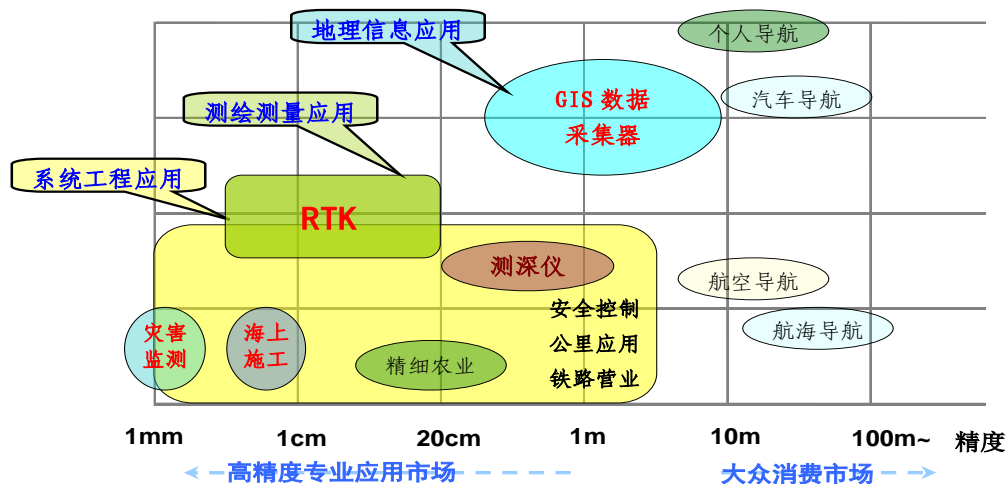 地理信息应用
个人导航
GIS 数据
采集器
汽车导航
测绘测量应用
系统工程应用
RTK
测深仪
航空导航
安全控制
公里应用
铁路营业
灾害
监测
海上
施工
精细农业
航海导航
1mm 1cm 20cm 1m 10m 100m~ 精度
高精度专业应用市场 大众消费市场